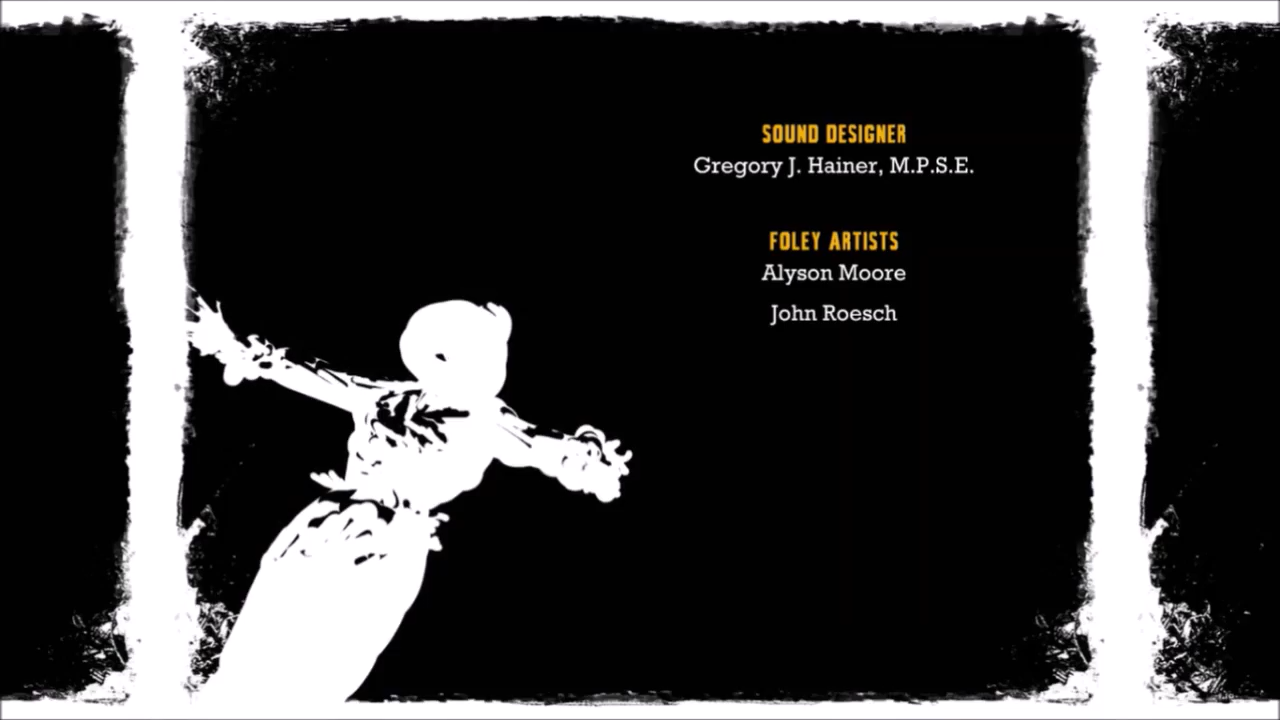 SOUND DESIGNER
Gregory J. Hainer, M.P.S.E.
FOLEY ARTISTS
Alyson Moore
John Roesch